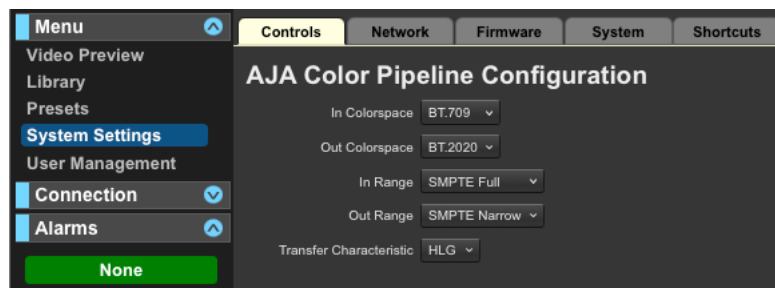 Menu
Video Preview
Library
Presets
System Settings
User Management
Connection
Alarms
None
Controls Network Firmware System Shortcuts
AJA Color Pipeline Configuration
In Colorspace BT.709
Out Colorspace BT.2020
In Range SMPTE Full
Out Range SMPTE Narrow
Transfer Characteristic HLG